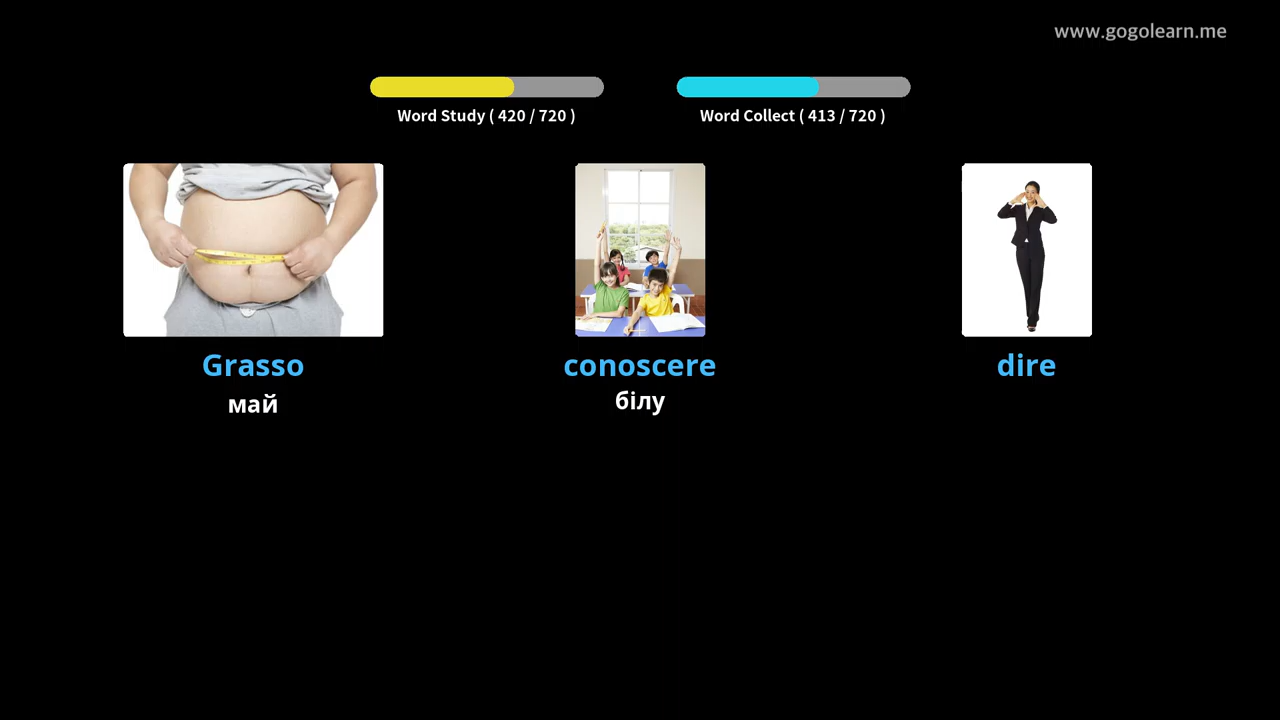 www.gogolearn.me
Word Study ( 420 / 720 )
Word Collect ( 413 / 720 )
Grasso
май
conoscere
білу
dire